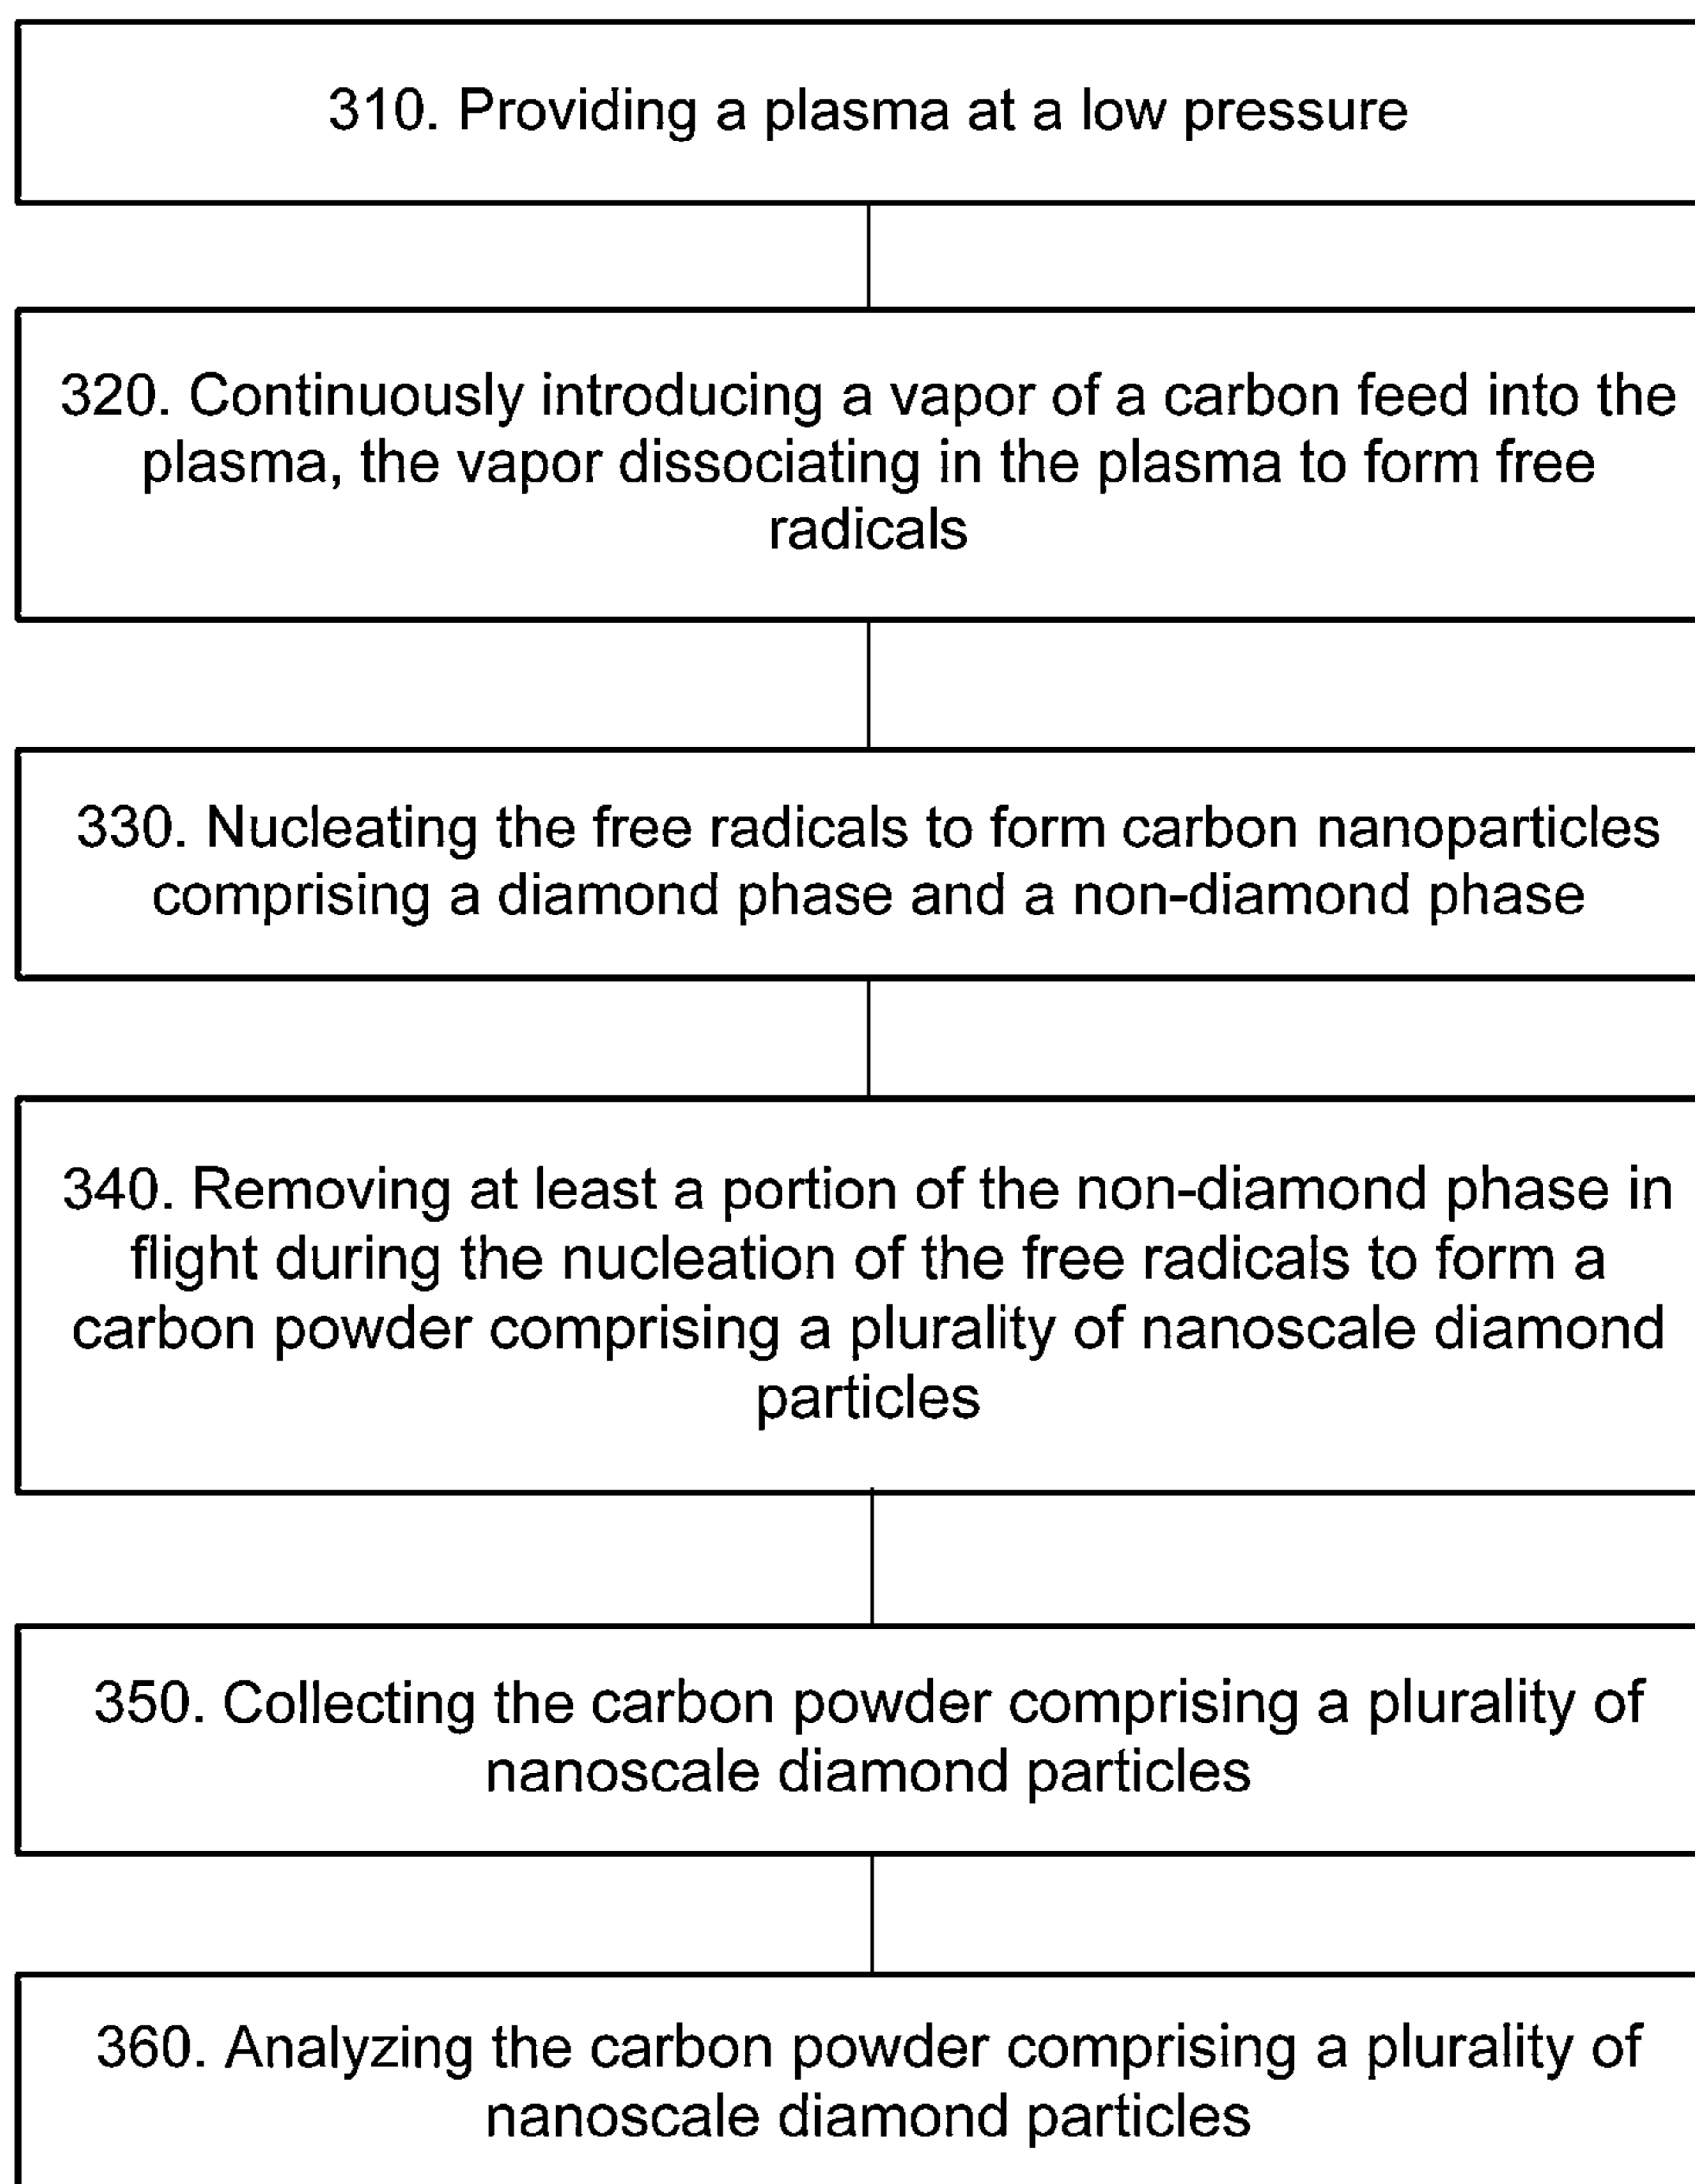 310. Providing a plasma at a low pressure
320. Continuously introducing a vapor of a carbon feed into the
plasma, the vapor dissociating in the plasma to form free
radicals
330. Nucleating the free radicals to form carbon nanoparticles
comprising a diamond phase and a non-diamond phase
340. Removing at least a portion of the non-diamond phase in
flight during the nucleation of the free radicals to form a
carbon powder comprising a plurality of nanoscale diamond
particles
350. Collecting the carbon powder comprising a plurality of
nanoscale diamond particles
360. Analyzing the carbon powder comprising a plurality of
nanoscale diamond particles